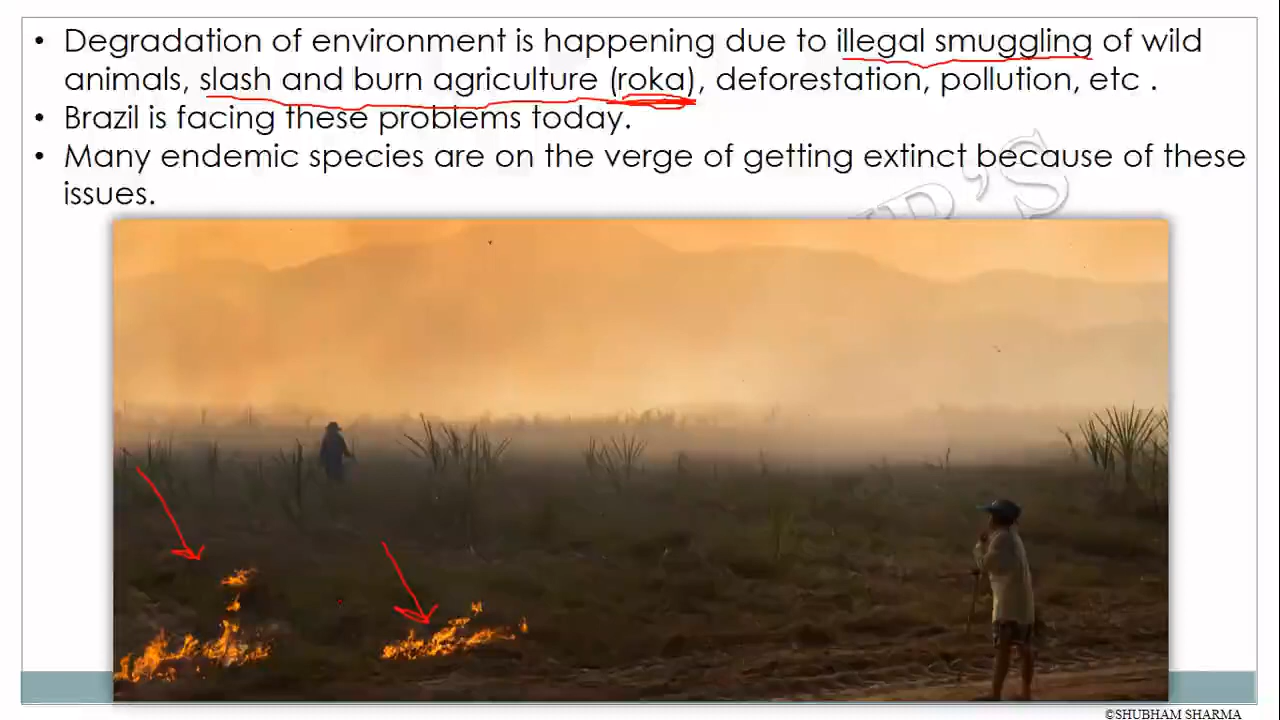 • Degradation of environment is happening due to illegal smuggling of wild
animals, slash and burn agriculture (roka), deforestation, pollution, etc .
• Brazil is facing these problems today.
• Many endemic species are on the verge of getting extinct because of these
issues.
©SHUBHAM SHARMA